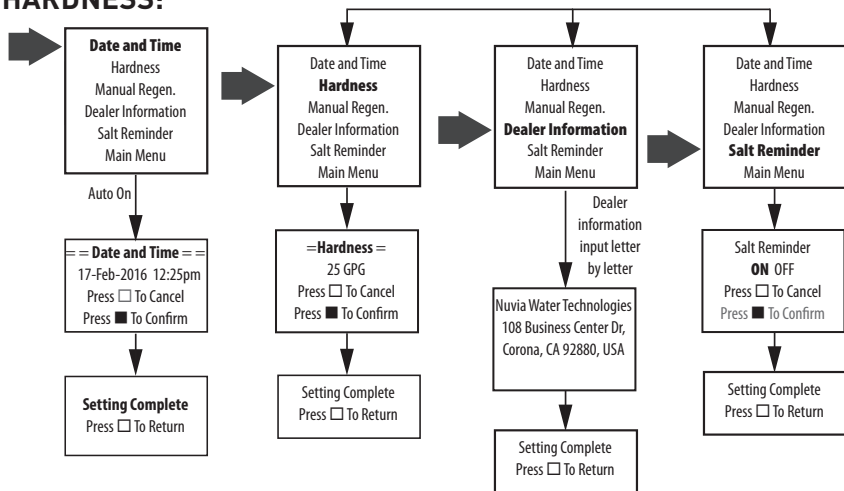 HARDNESS:
Date and Time
Hardness
Manual Regen.
Dealer Information
Salt Reminder
Main Menu
Auto On
= = Date and Time = =
17-Feb-2016 12:25pm
Press □ To Cancel
Press ■ To Confirm
Setting Complete
Press □ To Return
Date and Time
Hardness
Manual Regen.
Dealer Information
Salt Reminder
Main Menu
=Hardness =
25 GPG
Press □ To Cancel
Press ■ To Confirm
Setting Complete
Press □ To Return
Date and Time
Hardness
Manual Regen.
Dealer Information
Salt Reminder
Main Menu
Dealer
information
input letter
by letter
Nuvia Water Technologies
108 Business Center Dr,
Corona, CA 92880, USA
Setting Complete
Press □ To Return
Date and Time
Hardness
Manual Regen.
Dealer Information
Salt Reminder
Main Menu
Salt Reminder
ON OFF
Press □ To Cancel
Press ■ To Confirm
Setting Complete
Press □ To Return